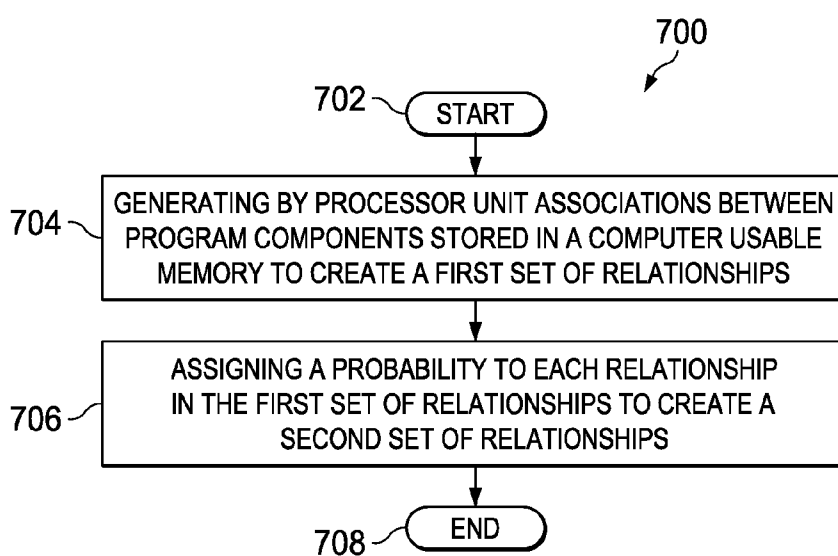 700
702
START
704
GENERATING BY PROCESSOR UNIT ASSOCIATIONS BETWEEN
PROGRAM COMPONENTS STORED IN A COMPUTER USABLE
MEMORY TO CREATE A FIRST SET OF RELATIONSHIPS
706
ASSIGNING A PROBABILITY TO EACH RELATIONSHIP
IN THE FIRST SET OF RELATIONSHIPS TO CREATE A
SECOND SET OF RELATIONSHIPS
708
END